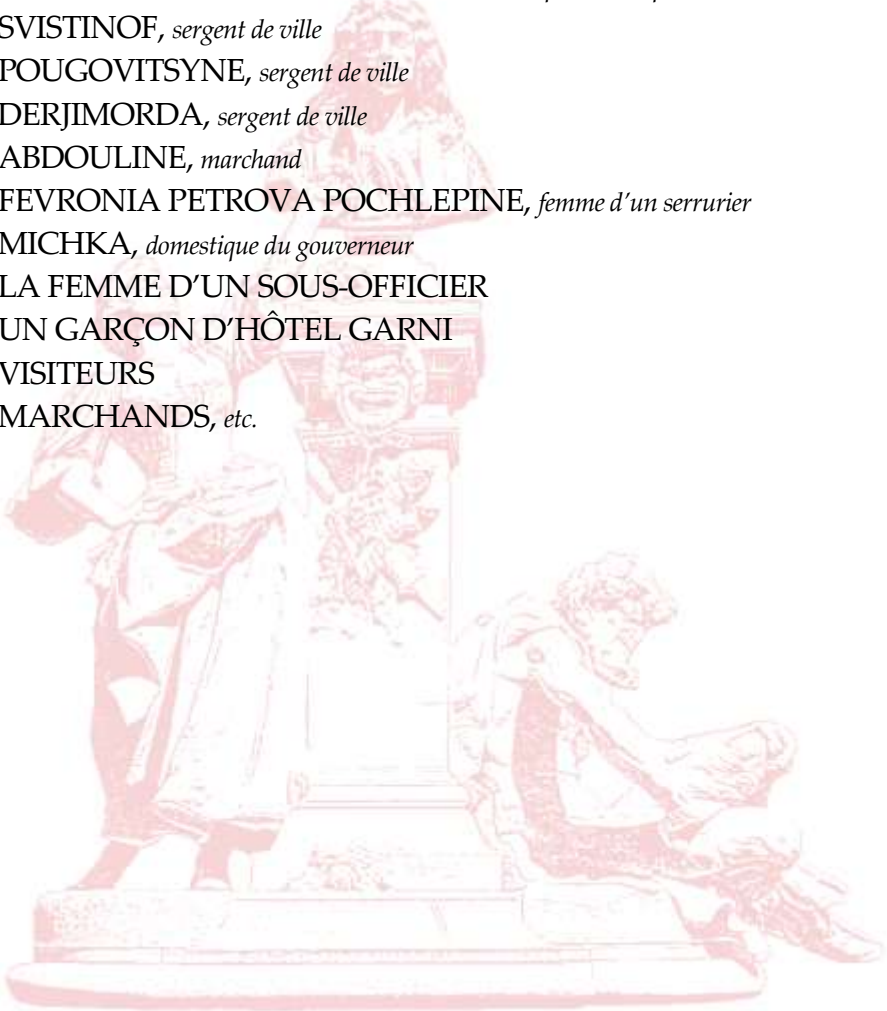 SVISTINOF, sergent de ville
POUGOVITSYNE, sergent de ville
DERJIMORDA, sergent de ville
ABDOULINE, marchand
FEVRONIA PETROVA POCHLEPINE, femme d’un serrurier
MICHKA, domestique du gouverneur
LA FEMME D’UN SOUS-OFFICIER
UN GARÇON D’HÔTEL GARNI
VISITEURS
MARCHANDS, etc.